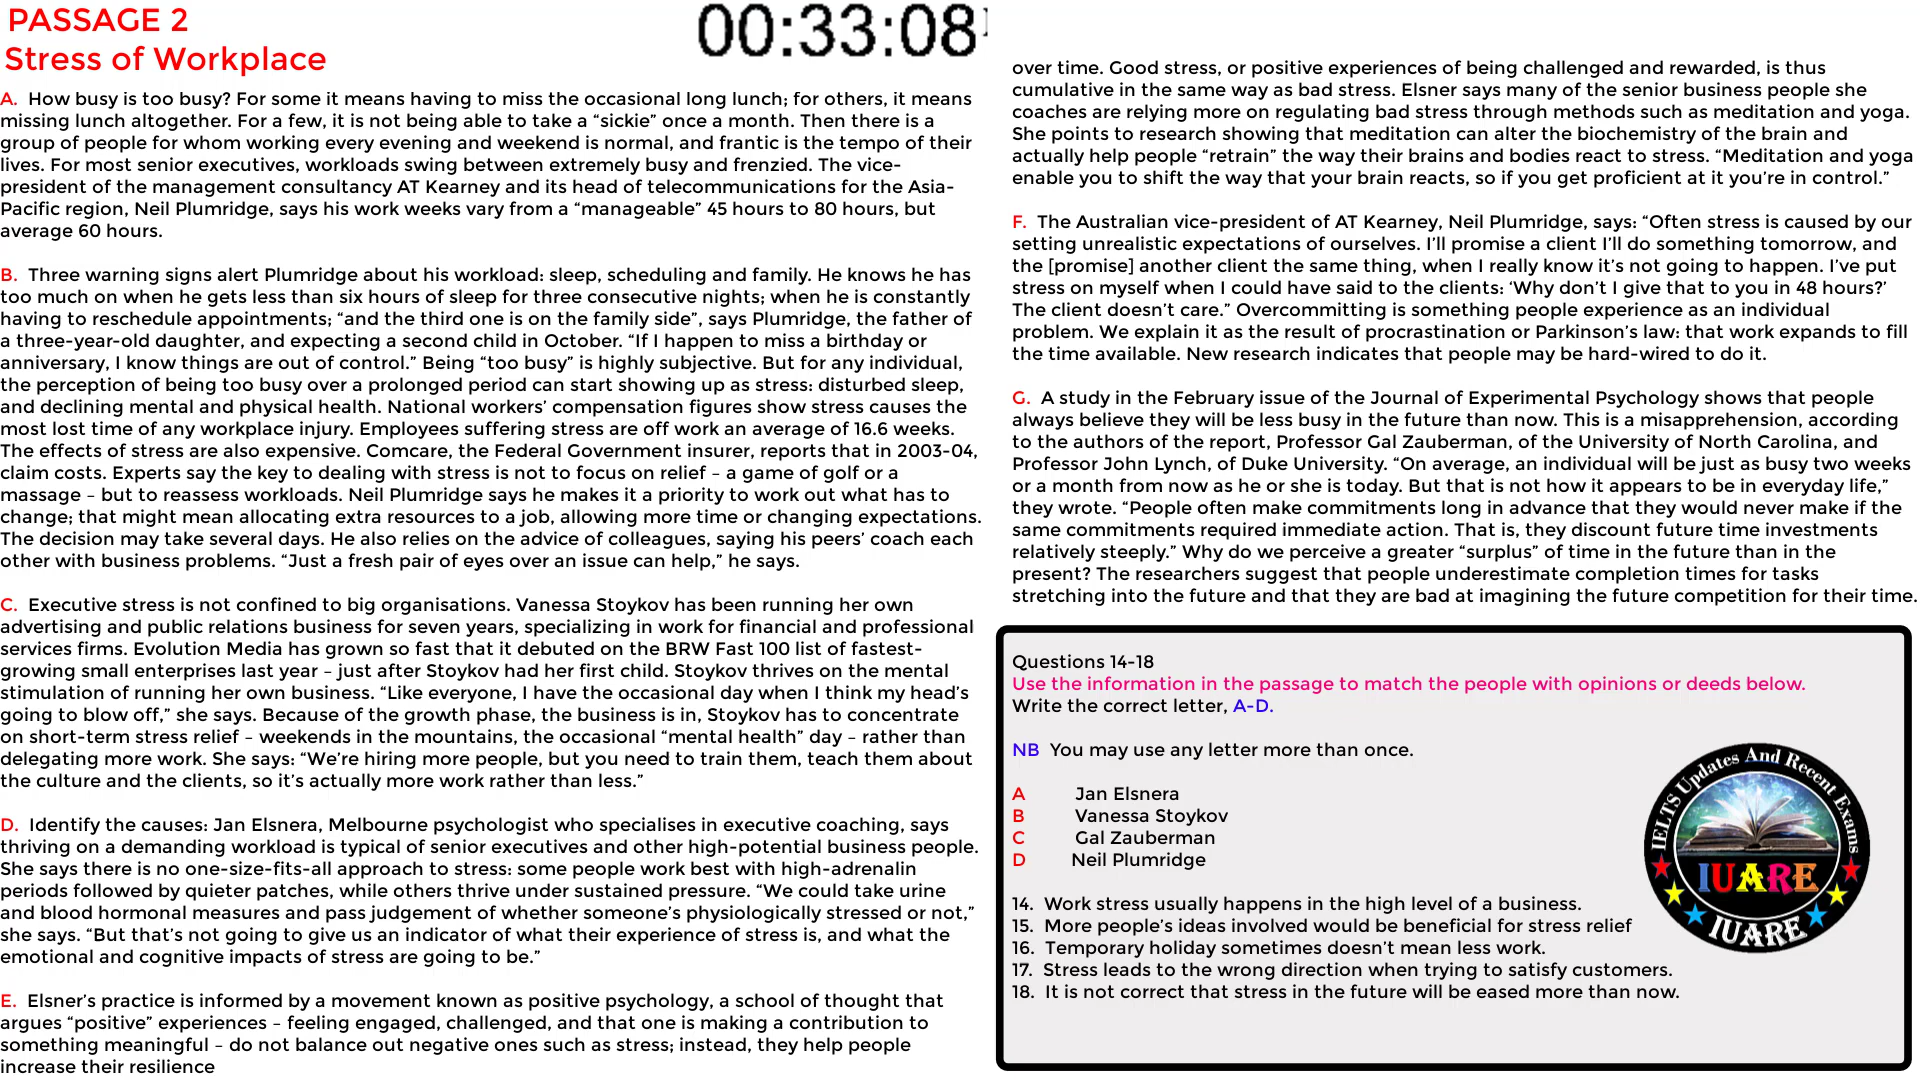 PASSAGE 2
Stress of Workplace
00:33:08
A. How busy is too busy? For some it means having to miss the occasional long lunch; for others, it means
missing lunch altogether. For a few, it is not being able to take a “sickie” once a month. Then there is a
group of people for whom working every evening and weekend is normal, and frantic is the tempo of their
lives. For most senior executives, workloads swing between extremely busy and frenzied. The vice-
president of the management consultancy AT Kearney and its head of telecommunications for the Asia-
Pacific region, Neil Plumridge, says his work weeks vary from a “manageable” 45 hours to 80 hours, but
average 60 hours.
B. Three warning signs alert Plumridge about his workload: sleep, scheduling and family. He knows he has
too much on when he gets less than six hours of sleep for three consecutive nights; when he is constantly
having to reschedule appointments; “and the third one is on the family side”, says Plumridge, the father of
a three-year-old daughter, and expecting a second child in October. “If I happen to miss a birthday or
anniversary, I know things are out of control.” Being “too busy” is highly subjective. But for any individual,
the perception of being too busy over a prolonged period can start showing up as stress: disturbed sleep,
and declining mental and physical health. National workers’ compensation figures show stress causes the
most lost time of any workplace injury. Employees suffering stress are off work an average of 16.6 weeks.
The effects of stress are also expensive. Comcare, the Federal Government insurer, reports that in 2003-04,
claim costs. Experts say the key to dealing with stress is not to focus on relief – a game of golf or a
massage – but to reassess workloads. Neil Plumridge says he makes it a priority to work out what has to
change; that might mean allocating extra resources to a job, allowing more time or changing expectations.
The decision may take several days. He also relies on the advice of colleagues, saying his peers’ coach each
other with business problems. “Just a fresh pair of eyes over an issue can help,” he says.
C. Executive stress is not confined to big organisations. Vanessa Stoykov has been running her own
advertising and public relations business for seven years, specializing in work for financial and professional
services firms. Evolution Media has grown so fast that it debuted on the BRW Fast 100 list of fastest-
growing small enterprises last year – just after Stoykov had her first child. Stoykov thrives on the mental
stimulation of running her own business. “Like everyone, I have the occasional day when I think my head’s
going to blow off,” she says. Because of the growth phase, the business is in, Stoykov has to concentrate
on short-term stress relief – weekends in the mountains, the occasional “mental health” day – rather than
delegating more work. She says: “We’re hiring more people, but you need to train them, teach them about
the culture and the clients, so it’s actually more work rather than less.”
D. Identify the causes: Jan Elsnera, Melbourne psychologist who specialises in executive coaching, says
thriving on a demanding workload is typical of senior executives and other high-potential business people.
She says there is no one-size-fits-all approach to stress: some people work best with high-adrenalin
periods followed by quieter patches, while others thrive under sustained pressure. “We could take urine
and blood hormonal measures and pass judgement of whether someone’s physiologically stressed or not,”
she says. “But that’s not going to give us an indicator of what their experience of stress is, and what the
emotional and cognitive impacts of stress are going to be.”
E. Elsner’s practice is informed by a movement known as positive psychology, a school of thought that
argues “positive” experiences – feeling engaged, challenged, and that one is making a contribution to
something meaningful – do not balance out negative ones such as stress; instead, they help people
increase their resilience
over time. Good stress, or positive experiences of being challenged and rewarded, is thus
cumulative in the same way as bad stress. Elsner says many of the senior business people she
coaches are relying more on regulating bad stress through methods such as meditation and yoga.
She points to research showing that meditation can alter the biochemistry of the brain and
actually help people “retrain” the way their brains and bodies react to stress. “Meditation and yoga
enable you to shift the way that your brain reacts, so if you get proficient at it you’re in control.”
F. The Australian vice-president of AT Kearney, Neil Plumridge, says: “Often stress is caused by our
setting unrealistic expectations of ourselves. I’ll promise a client I’ll do something tomorrow, and
the [promise] another client the same thing, when I really know it’s not going to happen. I’ve put
stress on myself when I could have said to the clients: ‘Why don’t I give that to you in 48 hours?’
The client doesn’t care.” Overcommitting is something people experience as an individual
problem. We explain it as the result of procrastination or Parkinson’s law: that work expands to fill
the time available. New research indicates that people may be hard-wired to do it.
G. A study in the February issue of the Journal of Experimental Psychology shows that people
always believe they will be less busy in the future than now. This is a misapprehension, according
to the authors of the report, Professor Gal Zauberman, of the University of North Carolina, and
Professor John Lynch, of Duke University. “On average, an individual will be just as busy two weeks
or a month from now as he or she is today. But that is not how it appears to be in everyday life,”
they wrote. “People often make commitments long in advance that they would never make if the
same commitments required immediate action. That is, they discount future time investments
relatively steeply.” Why do we perceive a greater “surplus” of time in the future than in the
present? The researchers suggest that people underestimate completion times for tasks
stretching into the future and that they are bad at imagining the future competition for their time.
Questions 14-18
Use the information in the passage to match the people with opinions or deeds below.
Write the correct letter, A-D.
NB You may use any letter more than once.
A Jan Elsnera
B Vanessa Stoykov
C Gal Zauberman
D Neil Plumridge
14. Work stress usually happens in the high level of a business.
15. More people’s ideas involved would be beneficial for stress relief
16. Temporary holiday sometimes doesn’t mean less work.
17. Stress leads to the wrong direction when trying to satisfy customers.
18. It is not correct that stress in the future will be eased more than now.
IELTS Updates And Recent Exams
IUARE
IUARE